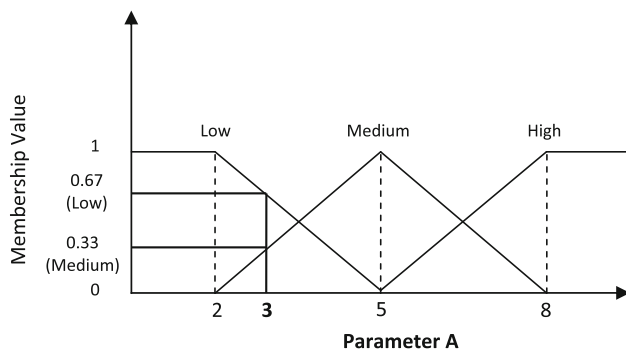 Membership Value
Low
Medium
High
1
0.67
(Low)
0.33
(Medium)
0
2
3
5
8
Parameter A